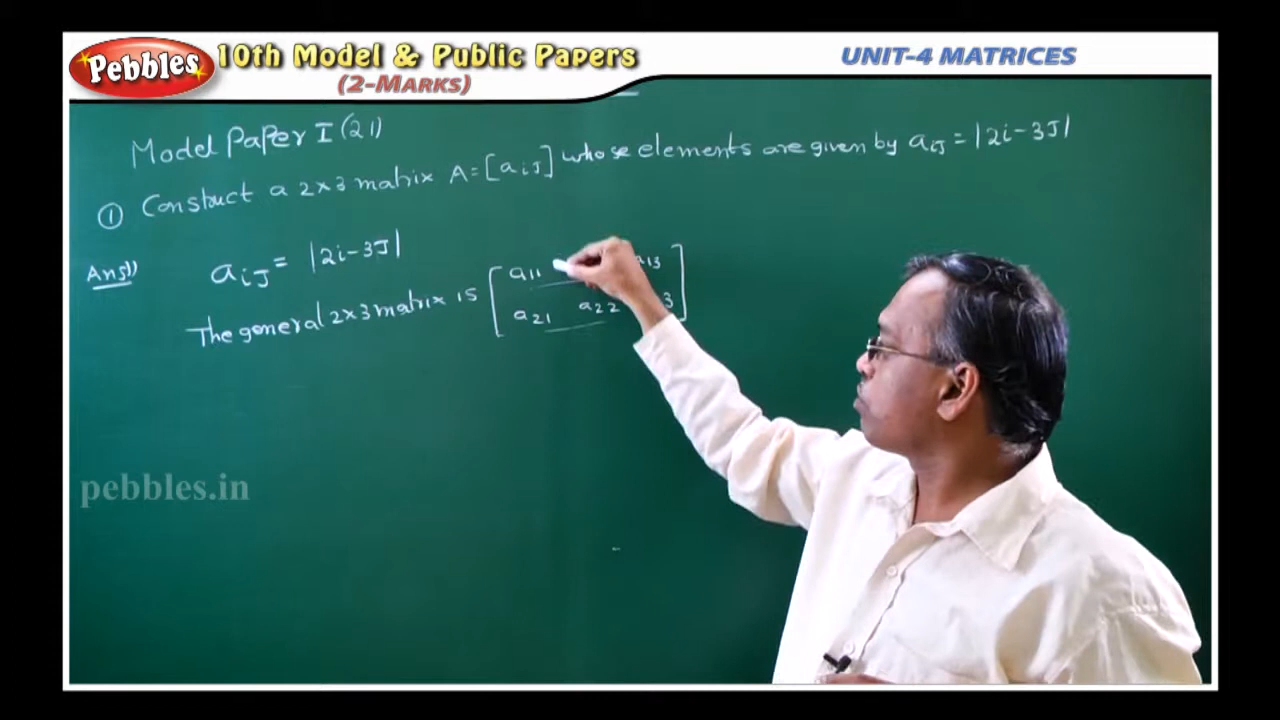 Pebbles
10th Model & Public Papers
(2-Marks)
UNIT-4 MATRICES
Model Paper I (21)
① Construct a 2×3 matrix A = [aiJ] whose elements are given by aiJ = |2i-3J|
Ans)) aiJ = |2i-3J|
The general 2×3 matrix is [a11 a13
a21 a22 3]
pebbles.in